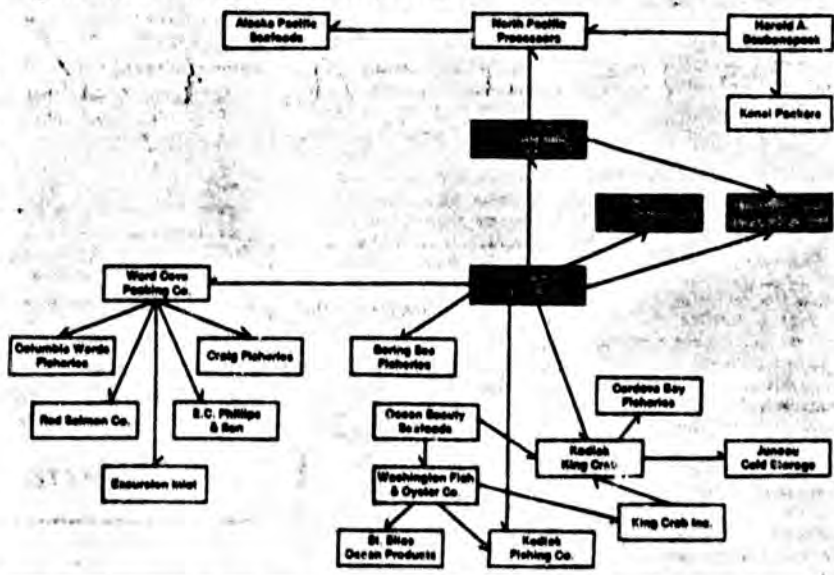 Alaska Pacific
Seafoods
North Pacific
Processors
Harold A.
Kenai Packers
Ward Cove
Packing Co.
Columbia Wards
Fisheries
Craig Fisheries
Bering Sea
Fisheries
Cordova Bay
Fisheries
Red Salmon Co.
E.C. Phillips
& Son
Ocean Beauty
Seafoods
Kodiak
King Crab
Juneau
Cold Storage
Excursion Inlet
Washington Fish
& Oyster Co.
King Crab Inc.
St. Elias
Ocean Products
Kodiak
Fishing Co.